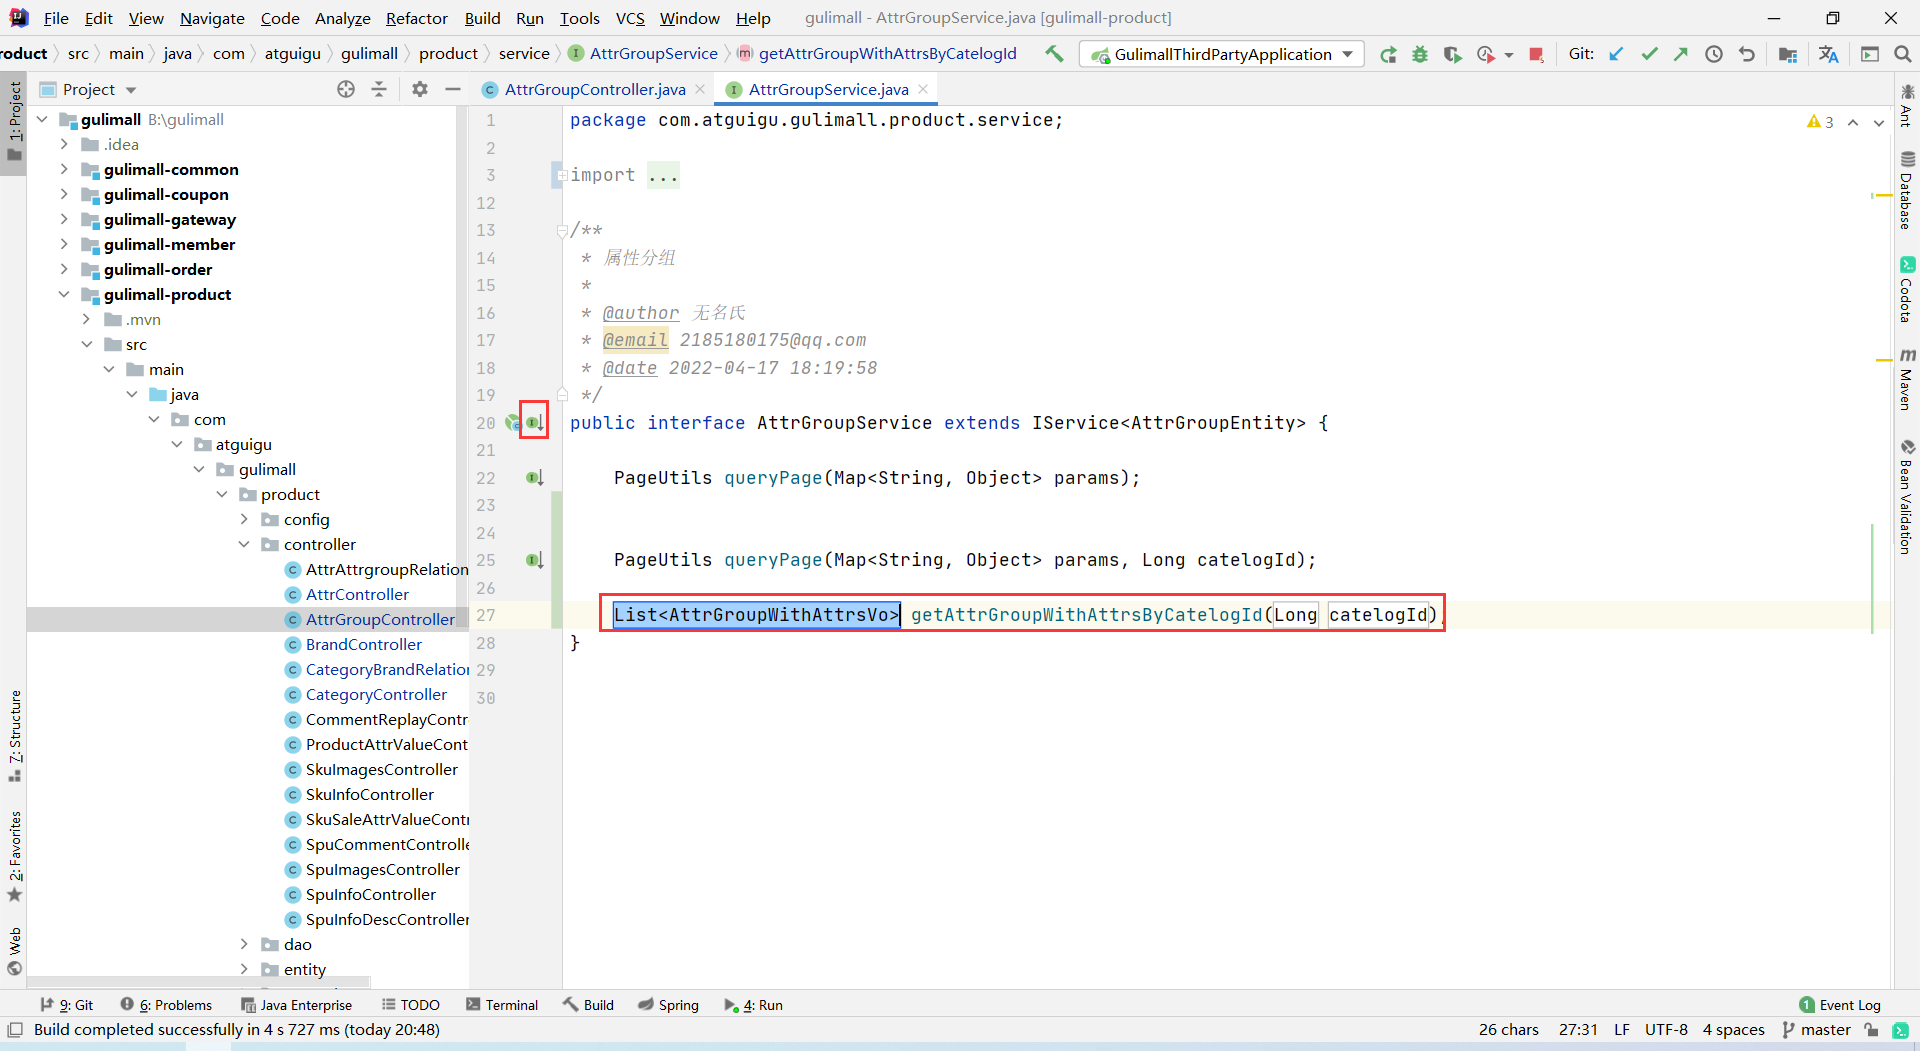 File Edit View Navigate Code Analyze Refactor Build Run Tools VCS Window Help gulimall - AttrGroupService.java [gulimall-product]
roduct src main java com atguigu gulimall product service AttrGroupService getAttrGroupWithAttrsByCatelogId GulimallThirdPartyApplication Git:
Project
AttrGroupController.java
AttrGroupService.java
1: Project
7: Structure
2: Favorites
Web
gulimall B:\gulimall
.idea
gulimall-common
gulimall-coupon
gulimall-gateway
gulimall-member
gulimall-order
gulimall-product
.mvn
src
main
java
com
atguigu
gulimall
product
config
controller
AttrAttrgroupRelation
AttrController
AttrGroupController
BrandController
CategoryBrandRelation
CategoryController
CommentReplayContr
ProductAttrValueCont
SkuImagesController
SkuInfoController
SkuSaleAttrValueContr
SpuCommentControlle
SpuImagesController
SpuInfoController
SpuInfoDescController
dao
entity
1 package com.atguigu.gulimall.product.service;
2
3 import ...
12
13 /**
14 * 属性分组
15 *
16 * @author 无名氏
17 * @email 2185180175@qq.com
18 * @date 2022-04-17 18:19:58
19 */
20 public interface AttrGroupService extends IService<AttrGroupEntity> {
21
22 PageUtils queryPage(Map<String, Object> params);
23
24
25 PageUtils queryPage(Map<String, Object> params, Long catelogId);
26
27 List<AttrGroupWithAttrsVo> getAttrGroupWithAttrsByCatelogId(Long catelogId)
28 }
29
30
3
Ant
Database
Codota
Maven
Bean Validation
9: Git 6: Problems Java Enterprise TODO Terminal Build Spring 4: Run 1 Event Log
Build completed successfully in 4 s 727 ms (today 20:48) 26 chars 27:31 LF UTF-8 4 spaces master